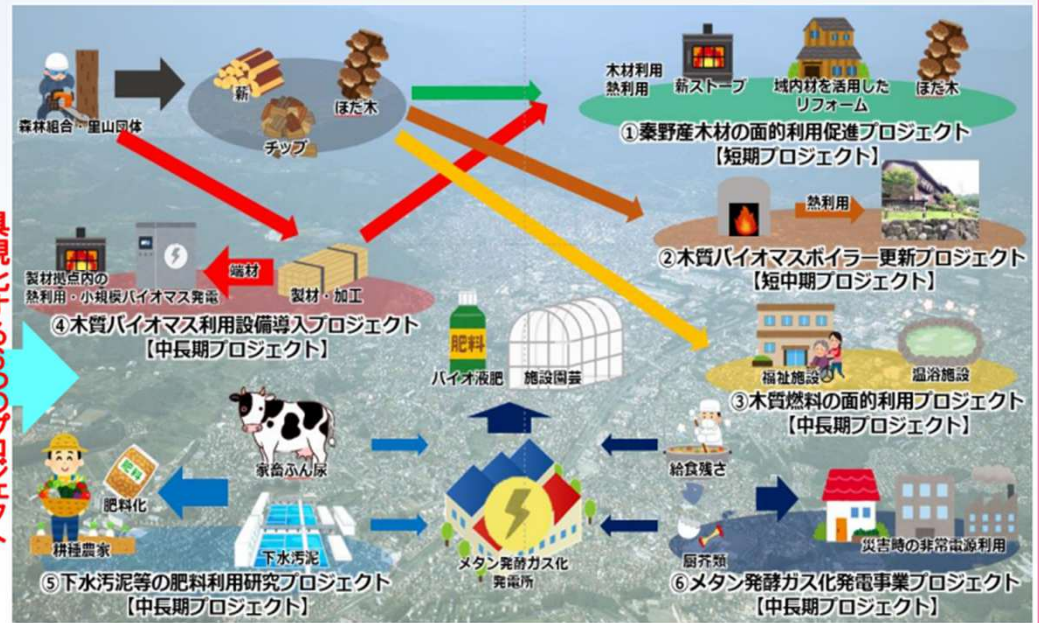 森林組合・里山団体
薪
チップ
ほだ木
木材利用
熱利用
薪ストーブ
域内材を活用した
リフォーム
ほだ木
①秦野産木材の面的利用促進プロジェクト
【短期プロジェクト】
熱利用
②木質バイオマスボイラー更新プロジェクト
【短中期プロジェクト】
製材拠点内の
熱利用・小規模バイオマス発電
端材
製材・加工
④木質バイオマス利用設備導入プロジェクト
【中長期プロジェクト】
肥料
バイオ液肥
施設園芸
福祉施設
温浴施設
③木質燃料の面的利用プロジェクト
【中長期プロジェクト】
家畜ふん尿
肥料
肥料化
耕種農家
下水汚泥
⑤下水汚泥等の肥料利用研究プロジェクト
【中長期プロジェクト】
メタン発酵ガス化
発電所
給食残さ
厨芥類
災害時の非常電源利用
⑥メタン発酵ガス化発電事業プロジェクト
【中長期プロジェクト】